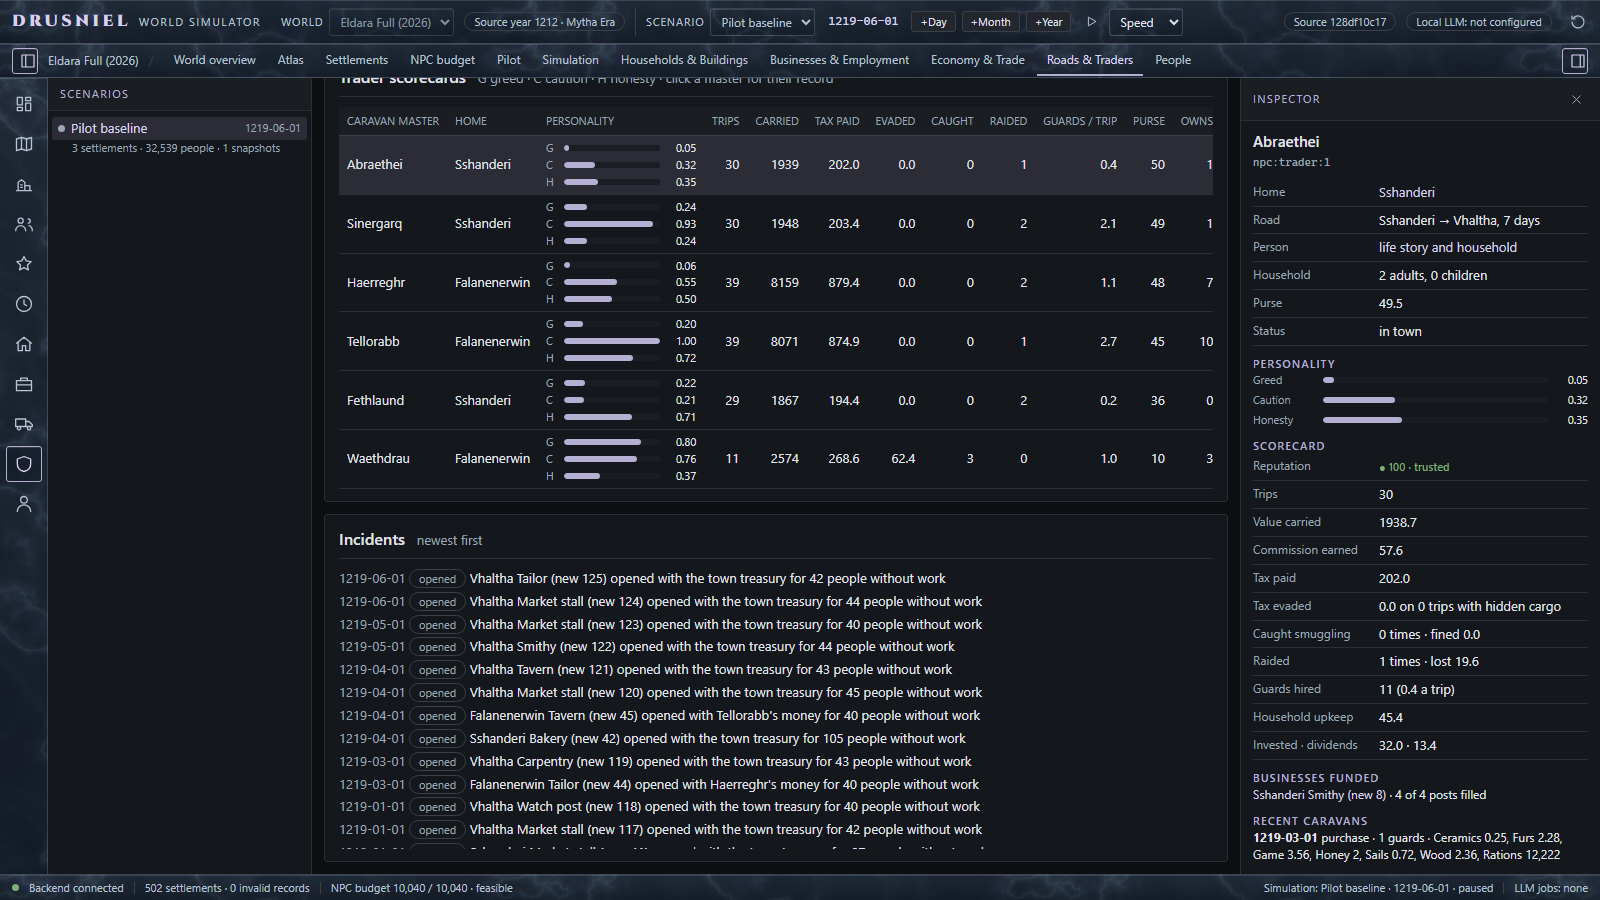 DRUSNIEL WORLD SIMULATOR WORLD Eldara Full (2026) Source year 1212 · Mytha Era SCENARIO Pilot baseline 1219-06-01 +Day +Month +Year Speed Source 128df10c17 Local LLM: not configured
Eldara Full (2026) / World overview Atlas Settlements NPC budget Pilot Simulation Households & Buildings Businesses & Employment Economy & Trade Roads & Traders People
SCENARIOS
Pilot baseline 1219-06-01
3 settlements · 32,539 people · 1 snapshots
Trader scorecards G greed · C caution · H honesty · click a master for their record
CARAVAN MASTER HOME PERSONALITY TRIPS CARRIED TAX PAID EVADED CAUGHT RAIDED GUARDS / TRIP PURSE OWNS
G 0.05
Abraethei Sshanderi C 0.32 30 1939 202.0 0.0 0 1 0.4 50 1
H 0.35
G 0.24
Sinergarq Sshanderi C 0.93 30 1948 203.4 0.0 0 2 2.1 49 1
H 0.24
G 0.06
Haerreghr Falanenerwin C 0.55 39 8159 879.4 0.0 0 2 1.1 48 7
H 0.50
G 0.20
Tellorabb Falanenerwin C 1.00 39 8071 874.9 0.0 0 1 2.7 45 10
H 0.72
G 0.22
Fethlaund Sshanderi C 0.21 29 1867 194.4 0.0 0 2 0.2 36 0
H 0.71
G 0.80
Waethdrau Falanenerwin C 0.76 11 2574 268.6 62.4 3 0 1.0 10 3
H 0.37
Incidents newest first
1219-06-01 opened Vhaltha Tailor (new 125) opened with the town treasury for 42 people without work
1219-06-01 opened Vhaltha Market stall (new 124) opened with the town treasury for 44 people without work
1219-05-01 opened Vhaltha Market stall (new 123) opened with the town treasury for 40 people without work
1219-05-01 opened Vhaltha Smithy (new 122) opened with the town treasury for 44 people without work
1219-04-01 opened Vhaltha Tavern (new 121) opened with the town treasury for 43 people without work
1219-04-01 opened Vhaltha Market stall (new 120) opened with the town treasury for 45 people without work
1219-04-01 opened Falanenerwin Tavern (new 45) opened with Tellorabb's money for 40 people without work
1219-04-01 opened Sshanderi Bakery (new 42) opened with the town treasury for 105 people without work
1219-03-01 opened Vhaltha Carpentry (new 119) opened with the town treasury for 43 people without work
1219-03-01 opened Falanenerwin Tailor (new 44) opened with Haerreghr's money for 40 people without work
1219-01-01 opened Vhaltha Watch post (new 118) opened with the town treasury for 40 people without work
1219-01-01 opened Vhaltha Market stall (new 117) opened with the town treasury for 42 people without work
INSPECTOR
Abraethei
npc:trader:1
Home Sshanderi
Road Sshanderi → Vhaltha, 7 days
Person life story and household
Household 2 adults, 0 children
Purse 49.5
Status in town
PERSONALITY
Greed 0.05
Caution 0.32
Honesty 0.35
SCORECARD
Reputation 100 · trusted
Trips 30
Value carried 1938.7
Commission earned 57.6
Tax paid 202.0
Tax evaded 0.0 on 0 trips with hidden cargo
Caught smuggling 0 times · fined 0.0
Raided 1 times · lost 19.6
Guards hired 11 (0.4 a trip)
Household upkeep 45.4
Invested · dividends 32.0 · 13.4
BUSINESSES FUNDED
Sshanderi Smithy (new 8) · 4 of 4 posts filled
RECENT CARAVANS
1219-03-01 purchase · 1 guards · Ceramics 0.25, Furs 2.28,
Game 3.56, Honey 2, Sails 0.72, Wood 2.36, Rations 12,222
Backend connected 502 settlements · 0 invalid records NPC budget 10,040 / 10,040 · feasible Simulation: Pilot baseline · 1219-06-01 · paused LLM jobs: none